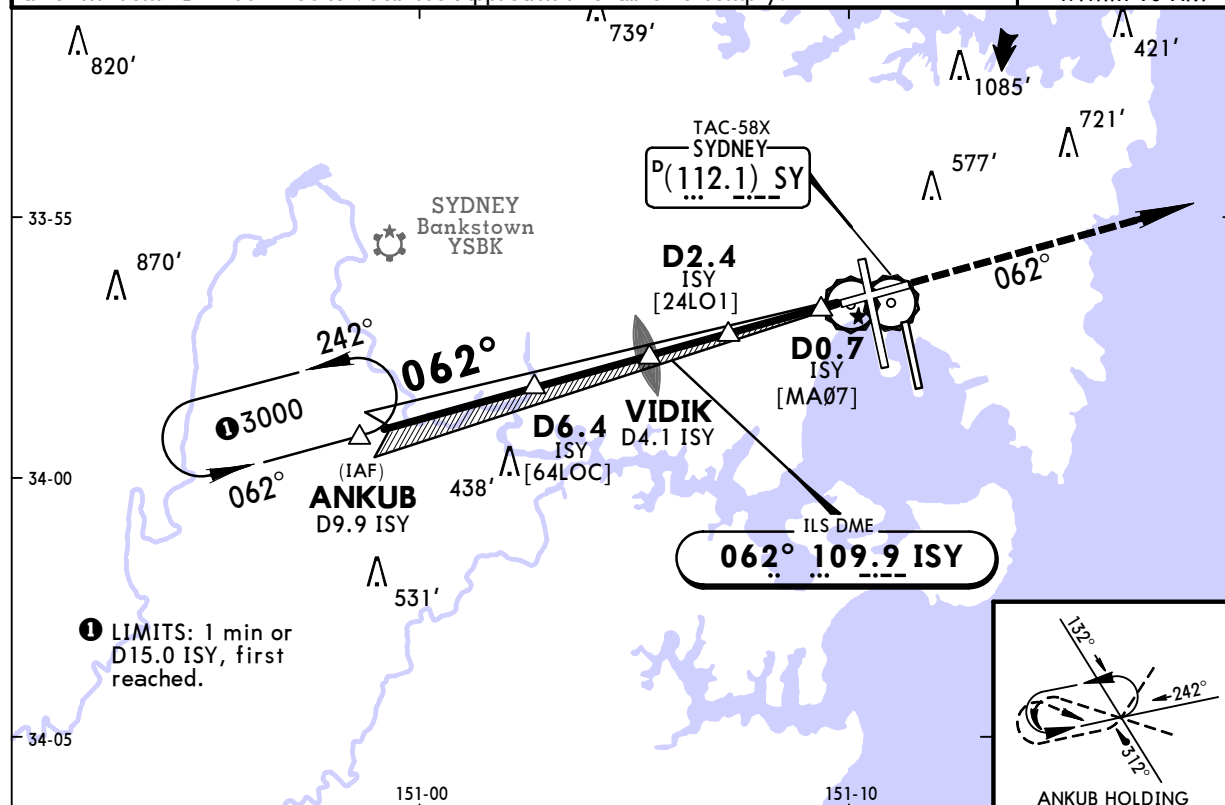 820'
739'
421'
1085'
721'
577'
TAC-58X
SYDNEY
D(112.1) SY
33-55
SYDNEY
Bankstown
YSBK
870'
D2.4
ISY
[24LO1]
062°
242°
062°
D0.7
ISY
[MAØ7]
❶3000
VIDIK
D4.1 ISY
D6.4
ISY
[64LOC]
062°
(IAF)
ANKUB
D9.9 ISY
438'
34-00
ILS DME
062° 109.9 ISY
531'
❶ LIMITS: 1 min or
D15.0 ISY, first
reached.
132°
242°
312°
34-05
151-00
151-10
ANKUB HOLDING